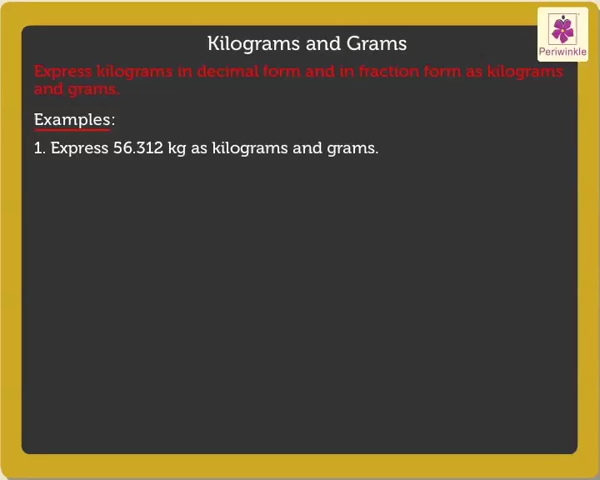 Kilograms and Grams
Periwinkle
Express kilograms in decimal form and in fraction form as kilograms
and grams.
Examples:
1. Express 56.312 kg as kilograms and grams.